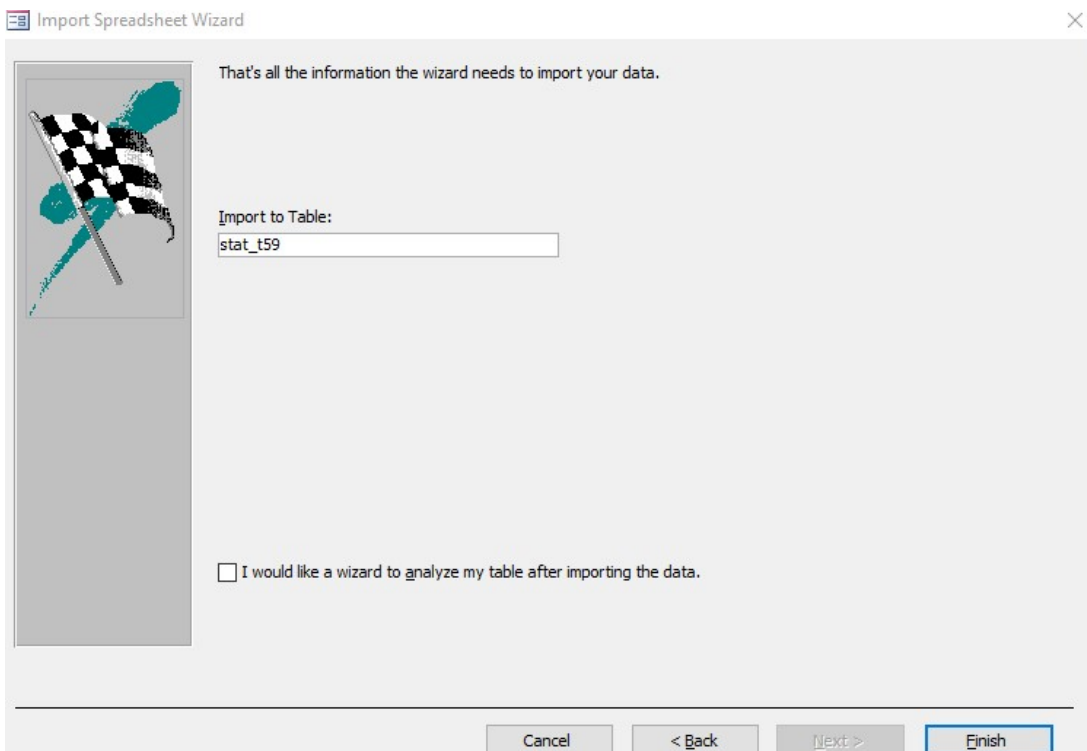 Import Spreadsheet Wizard
That's all the information the wizard needs to import your data.
Import to Table:
stat_t59
I would like a wizard to analyze my table after importing the data.
Cancel
< Back
Next >
Finish